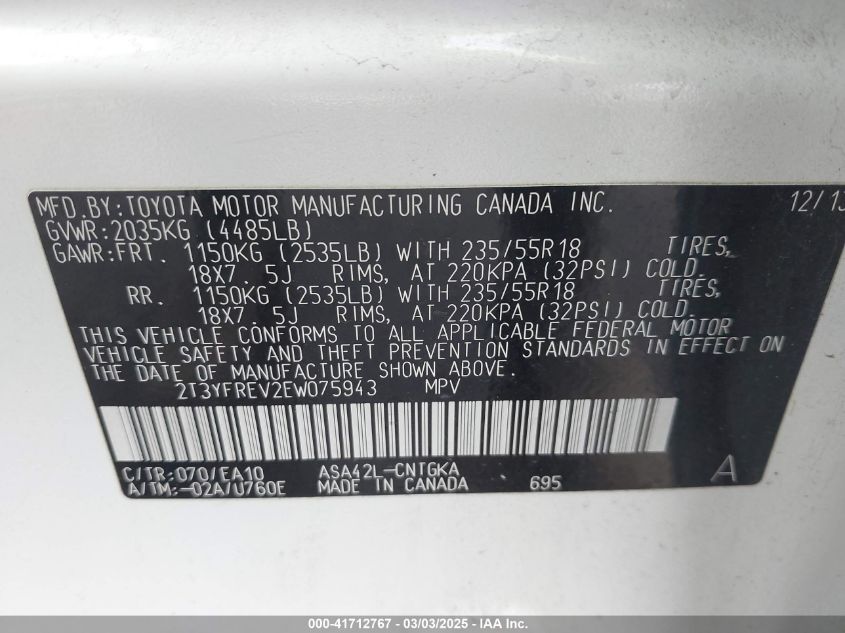 MFD.BY:TOYOTA MOTOR MANUFACTURING CANADA INC. 12/13
GVWR:2035KG (4485LB)
GAWR:FRT. 1150KG (2535LB) WITH 235/55R18 TIRES,
18X7.5J RIMS, AT 220KPA (32PSI) COLD.
RR. 1150KG (2535LB) WITH 235/55R18 TIRES,
18X7.5J RIMS, AT 220KPA (32PSI) COLD.
THIS VEHICLE CONFORMS TO ALL APPLICABLE FEDERAL MOTOR
VEHICLE SAFETY AND THEFT PREVENTION STANDARDS IN EFFECT ON
THE DATE OF MANUFACTURE SHOWN ABOVE.
2T3YFREV2EW075943 MPV
C/TR:070/EA10 ASA42L-CNTGKA A
A/TM:-02A/U760E MADE IN CANADA 695
000-41712767 - 03/03/2025 - IAA Inc.